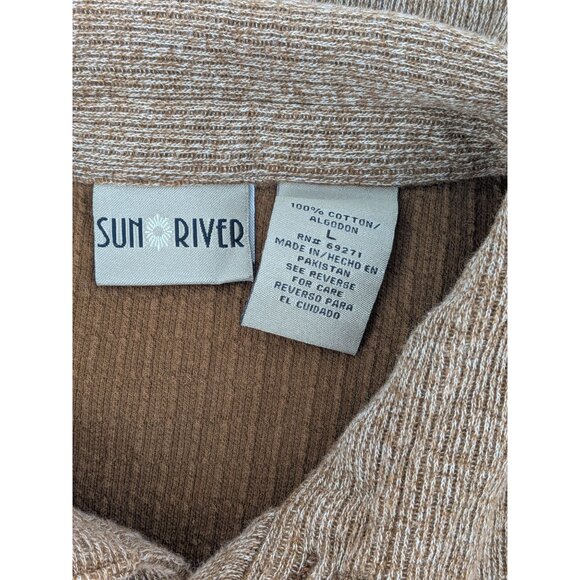 SUN RIVER
100% COTTON/
ALGODON
L
RN# 69271
MADE IN/HECHO EN
PAKISTAN
SEE REVERSE
FOR CARE
REVERSO PARA
EL CUIDADO